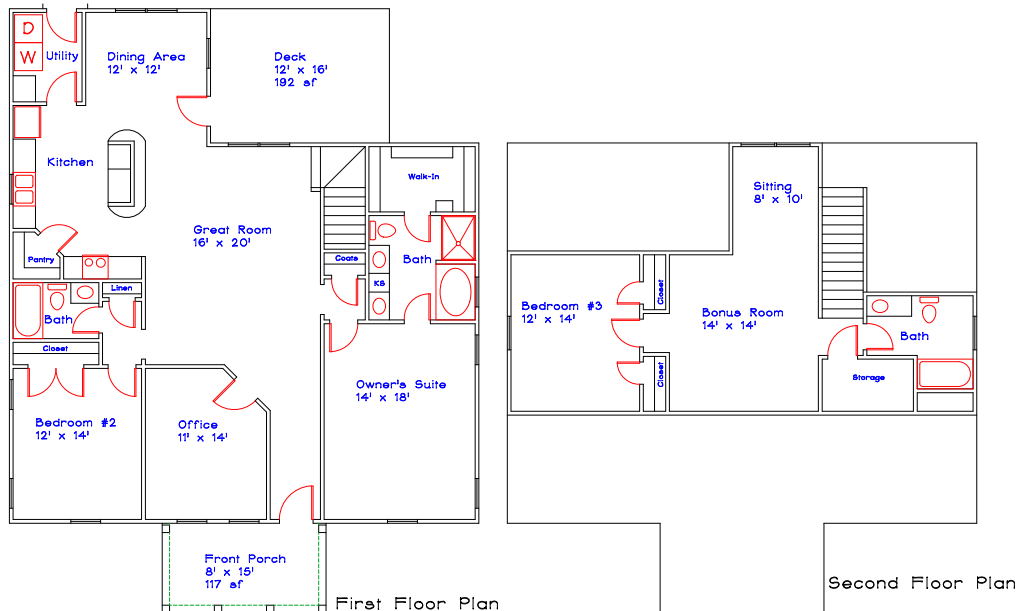 D
W
Utility
Dining Area
12' x 12'
Deck
12' x 16'
192 sf
Kitchen
Walk-In
Great Room
16' x 20'
Pantry
Coats
Bath
KS
Linen
Bath
Closet
Owner's Suite
14' x 18'
Bedroom #2
12' x 14'
Office
11' x 14'
Front Porch
8' x 15'
117 sf
First Floor Plan
Sitting
8' x 10'
Closet
Bedroom #3
12' x 14'
Bonus Room
14' x 14'
Bath
Closet
Storage
Second Floor Plan